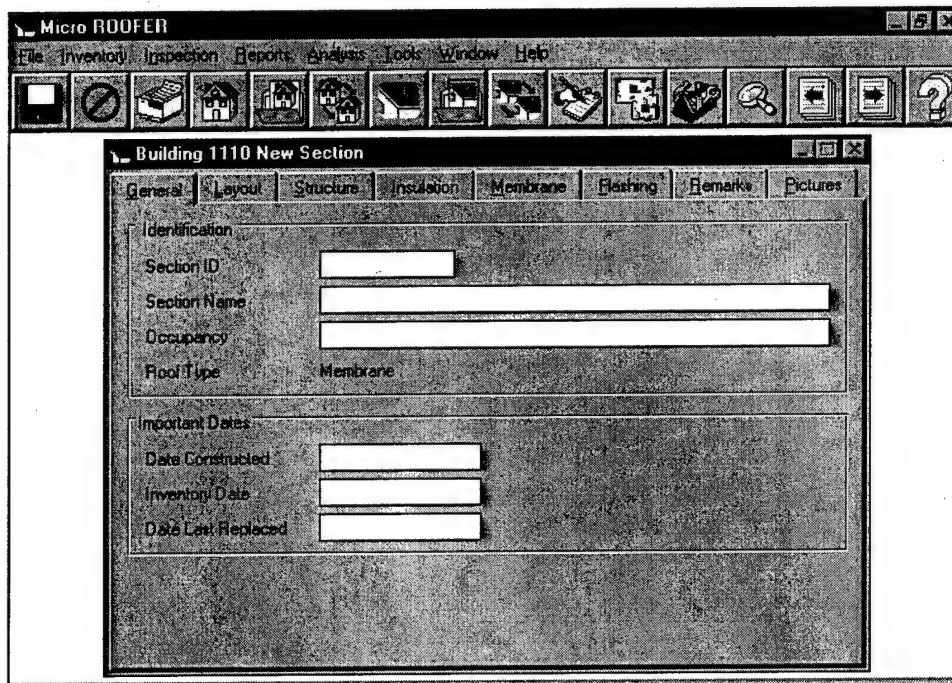 Micro ROOFER
File Inventory Inspection Reports Analysis Tools Window Help
Building 1110 New Section
General Layout Structure Insulation Membrane Flashing Remarks Pictures
Identification
Section ID
Section Name
Occupancy
Roof Type Membrane
Important Dates
Date Constructed
Inventory Date
Date Last Replaced